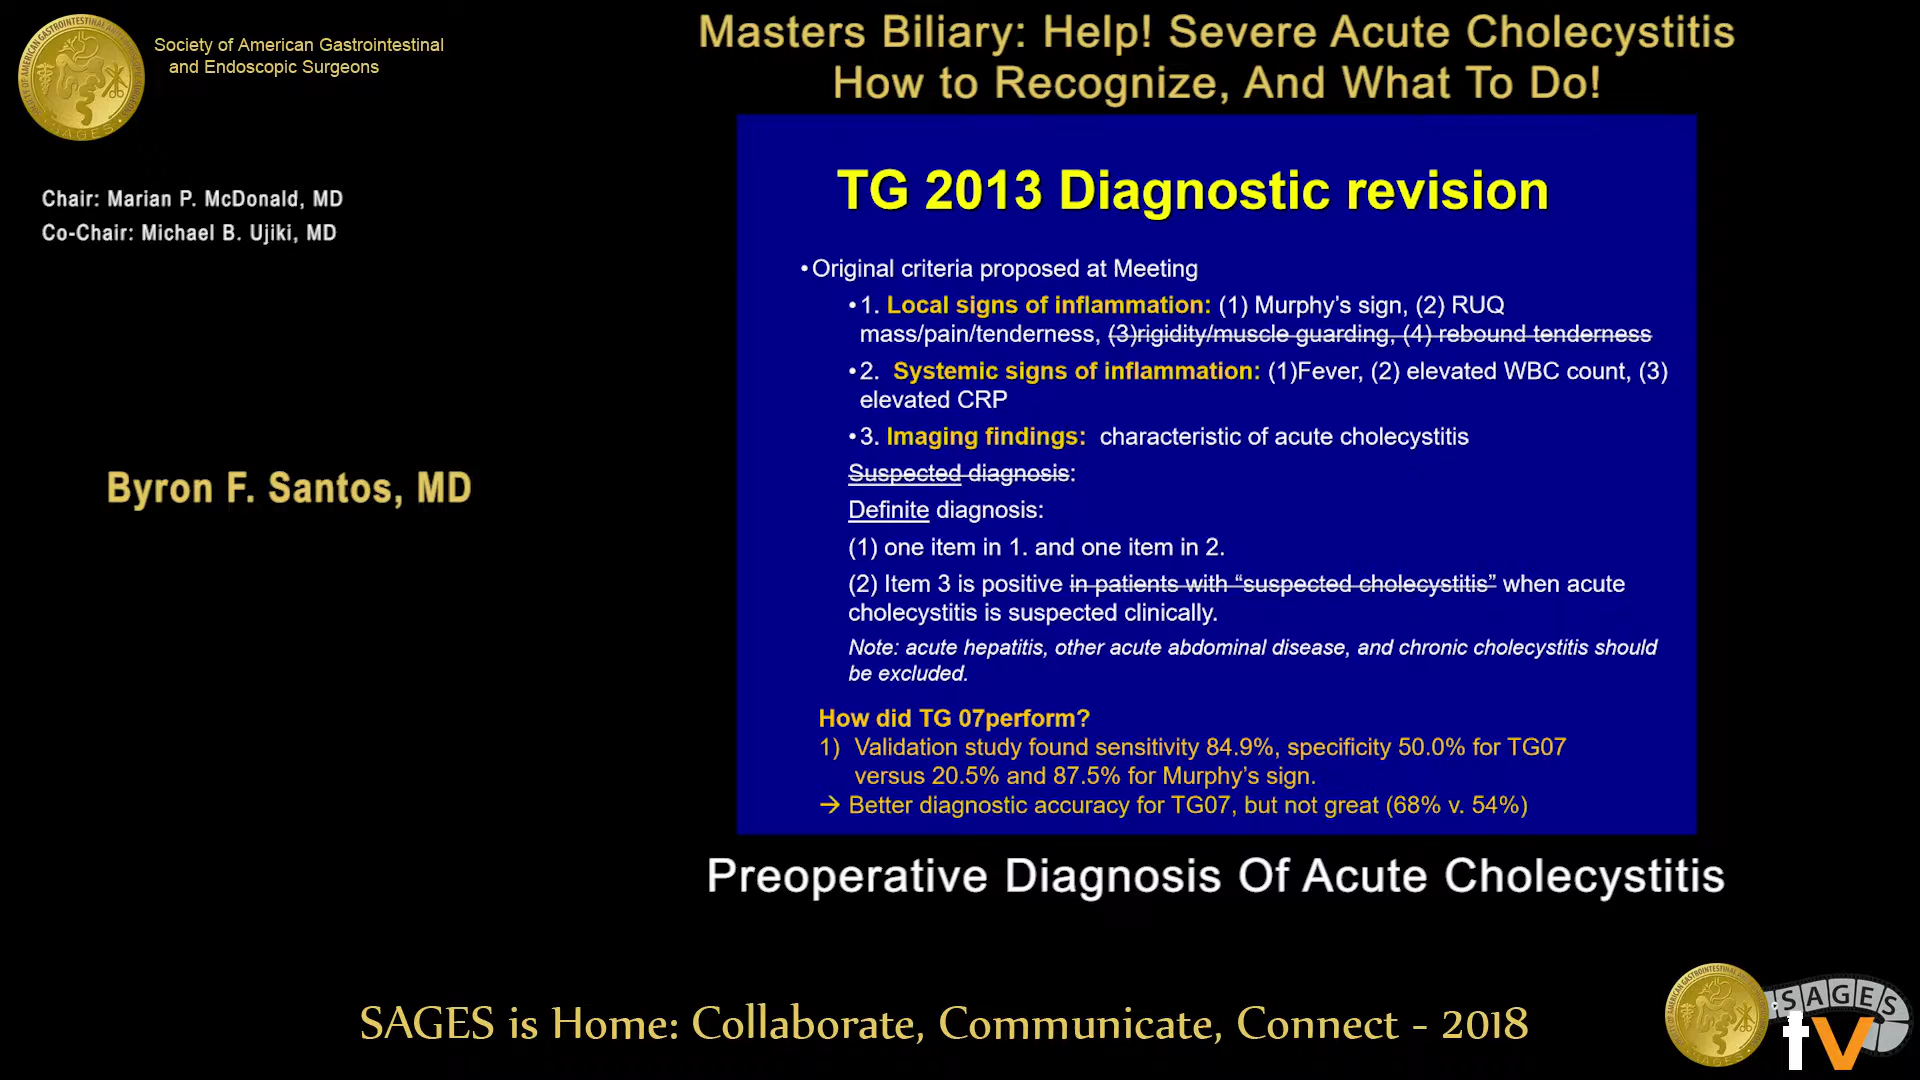 Society of American Gastrointestinal
and Endoscopic Surgeons
Masters Biliary: Help! Severe Acute Cholecystitis
How to Recognize, And What To Do!
Chair: Marian P. McDonald, MD
Co-Chair: Michael B. Ujiki, MD
Byron F. Santos, MD
TG 2013 Diagnostic revision
•Original criteria proposed at Meeting
•1. Local signs of inflammation: (1) Murphy’s sign, (2) RUQ
mass/pain/tenderness, (3)rigidity/muscle guarding, (4) rebound tenderness
•2. Systemic signs of inflammation: (1)Fever, (2) elevated WBC count, (3)
elevated CRP
•3. Imaging findings: characteristic of acute cholecystitis
Suspected diagnosis:
Definite diagnosis:
(1) one item in 1. and one item in 2.
(2) Item 3 is positive in patients with “suspected cholecystitis” when acute
cholecystitis is suspected clinically.
Note: acute hepatitis, other acute abdominal disease, and chronic cholecystitis should
be excluded.
How did TG 07perform?
1) Validation study found sensitivity 84.9%, specificity 50.0% for TG07
versus 20.5% and 87.5% for Murphy’s sign.
→ Better diagnostic accuracy for TG07, but not great (68% v. 54%)
Preoperative Diagnosis Of Acute Cholecystitis
SAGES is Home: Collaborate, Communicate, Connect - 2018
SAGES
tv